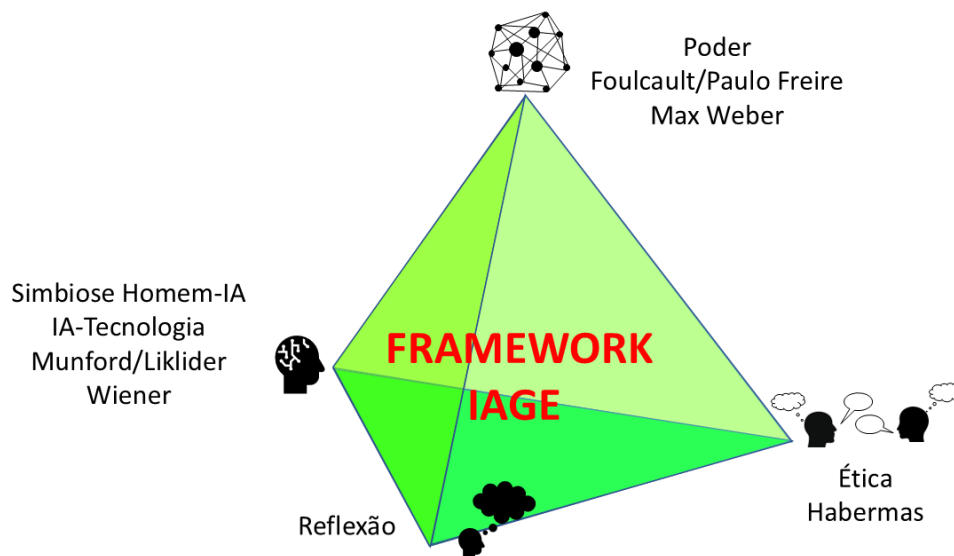 Poder
Foulcault/Paulo Freire
Max Weber
Simbiose Homem-IA
IA-Tecnologia
Munford/Liklider
Wiener
FRAMEWORK
IAGE
Ética
Habermas
Reflexão